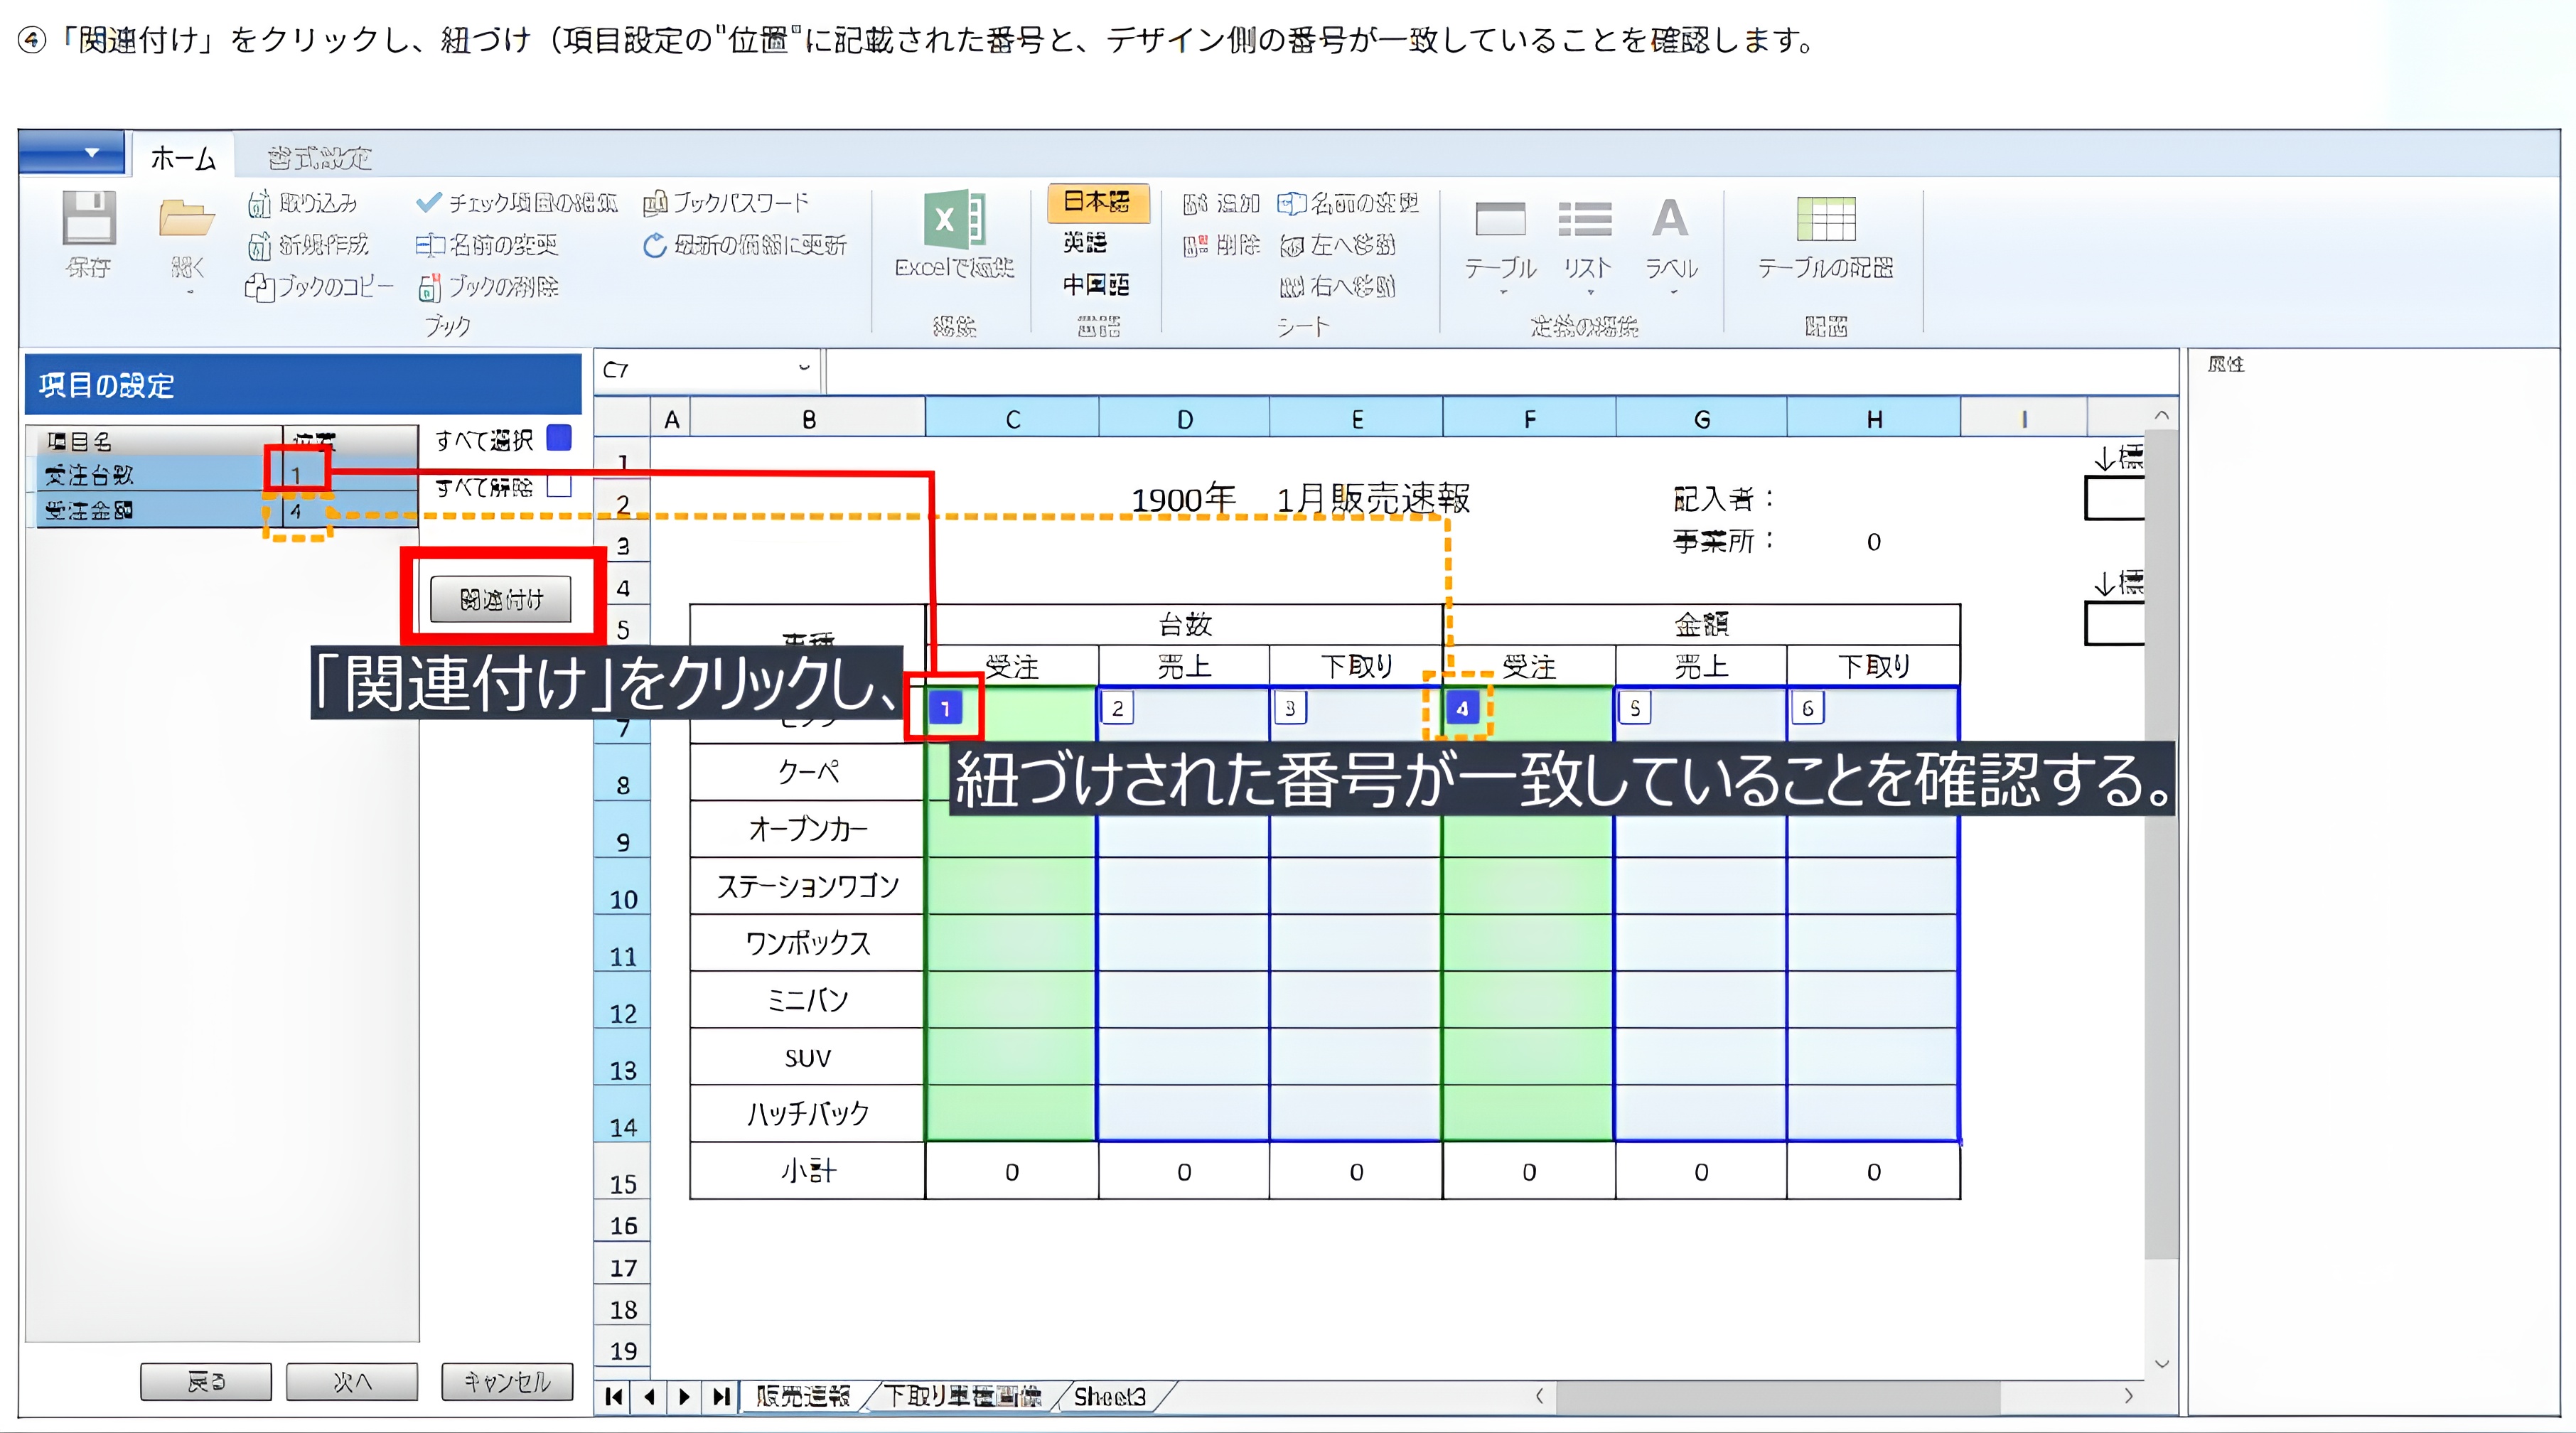 ④「関連付け」をクリックし、紐づけ（項目設定の"位置"に記載された番号と、デザイン側の番号が一致していることを確認します。
ホーム 書式設定
保存 開く
取り込み チェック項目の編集 ブックパスワード
新規作成 名前の変更 最新の情報に更新
ブックのコピー ブックの削除
ブック
Excelで編集
編集
日本語
英語
中国語
言語
追加 名前の変更
削除 左へ移動
右へ移動
シート
テーブル リスト ラベル
定義の編集
テーブルの配置
配置
項目の設定
項目名 位置
受注台数 1
受注金額 4
すべて選択
すべて解除
関連付け
「関連付け」をクリックし、
C7
属性
A B C D E F G H I
1 ↓標
2 1900年 1月販売速報 記入者：
3 事業所： 0
4 ↓標
5 車種 台数 金額
受注 売上 下取り 受注 売上 下取り
7 1 2 3 4 5 6
紐づけされた番号が一致していることを確認する。
8 クーペ
9 オープンカー
10 ステーションワゴン
11 ワンボックス
12 ミニバン
13 SUV
14 ハッチバック
15 小計 0 0 0 0 0 0
16
17
18
19
戻る 次へ キャンセル
販売速報 下取り車種画像 Sheet3